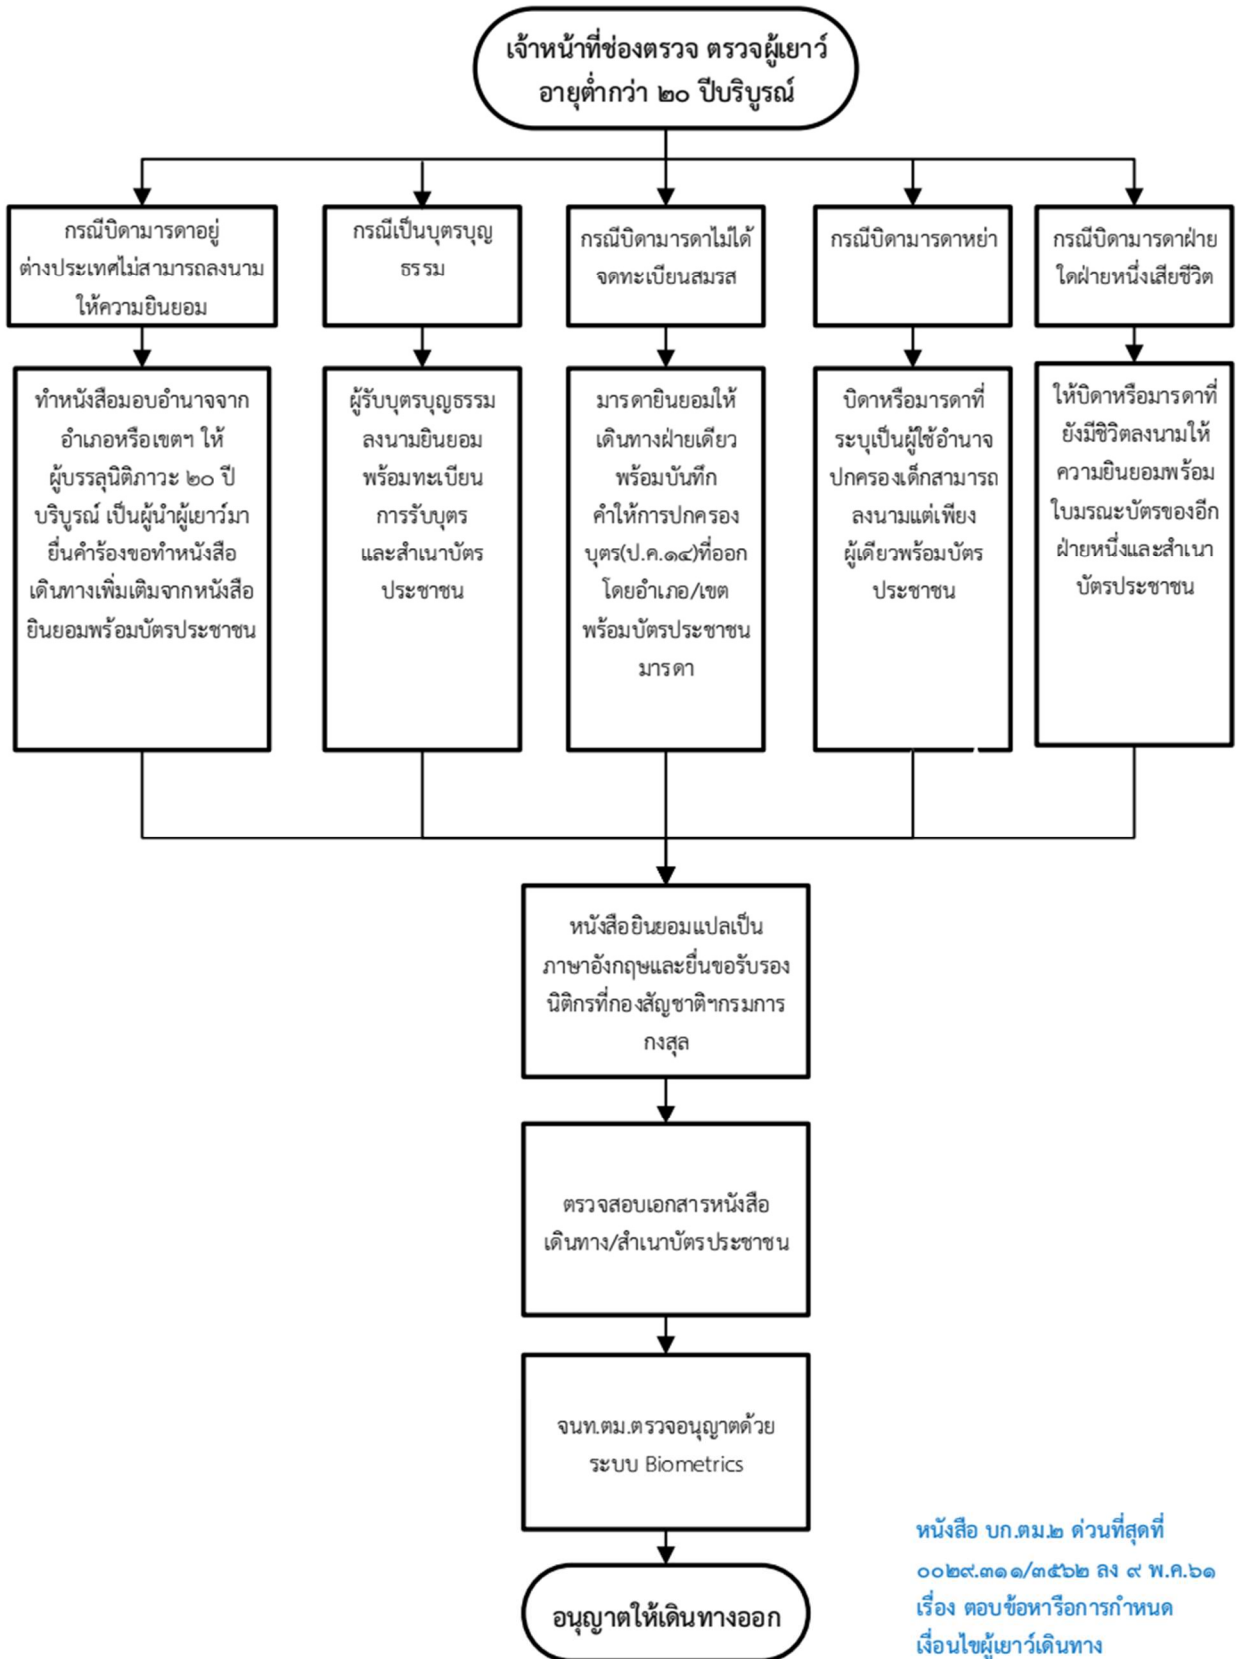 เจ้าหน้าที่ช่องตรวจ ตรวจผู้เยาว์
อายุต่ำกว่า ๒๐ ปีบริบูรณ์
กรณีบิดามารดาอยู่
ต่างประเทศไม่สามารถลงนาม
ให้ความยินยอม
กรณีเป็นบุตรบุญ
ธรรม
กรณีบิดามารดาไม่ได้
จดทะเบียนสมรส
กรณีบิดามารดาหย่า
กรณีบิดามารดาฝ่าย
ใดฝ่ายหนึ่งเสียชีวิต
ทำหนังสือมอบอำนาจจาก
อำเภอหรือเขตฯ ให้
ผู้บรรลุนิติภาวะ ๒๐ ปี
บริบูรณ์ เป็นผู้นำผู้เยาว์มา
ยื่นคำร้องขอทำหนังสือ
เดินทางเพิ่มเติมจากหนังสือ
ยินยอมพร้อมบัตรประชาชน
ผู้รับบุตรบุญธรรม
ลงนามยินยอม
พร้อมทะเบียน
การรับบุตร
และสำเนาบัตร
ประชาชน
มารดายินยอมให้
เดินทางฝ่ายเดียว
พร้อมบันทึก
คำให้การปกครอง
บุตร(ป.ค.๑๔)ที่ออก
โดยอำเภอ/เขต
พร้อมบัตรประชาชน
มารดา
บิดาหรือมารดาที่
ระบุเป็นผู้ใช้อำนาจ
ปกครองเด็กสามารถ
ลงนามแต่เพียง
ผู้เดียวพร้อมบัตร
ประชาชน
ให้บิดาหรือมารดาที่
ยังมีชีวิตลงนามให้
ความยินยอมพร้อม
ใบมรณะบัตรของอีก
ฝ่ายหนึ่งและสำเนา
บัตรประชาชน
หนังสือยินยอมแปลเป็น
ภาษาอังกฤษและยื่นขอรับรอง
นิติกรที่กองสัญชาติฯกรมการ
กงสุล
ตรวจสอบเอกสารหนังสือ
เดินทาง/สำเนาบัตรประชาชน
จนท.ตม.ตรวจอนุญาตด้วย
ระบบ Biometrics
อนุญาตให้เดินทางออก
หนังสือ บก.ตม.๒ ด่วนที่สุดที่
๐๐๒๙.๓๑๑/๓๕๖๒ ลง ๙ พ.ค.๖๑
เรื่อง ตอบข้อหารือการกำหนด
เงื่อนไขผู้เยาว์เดินทาง